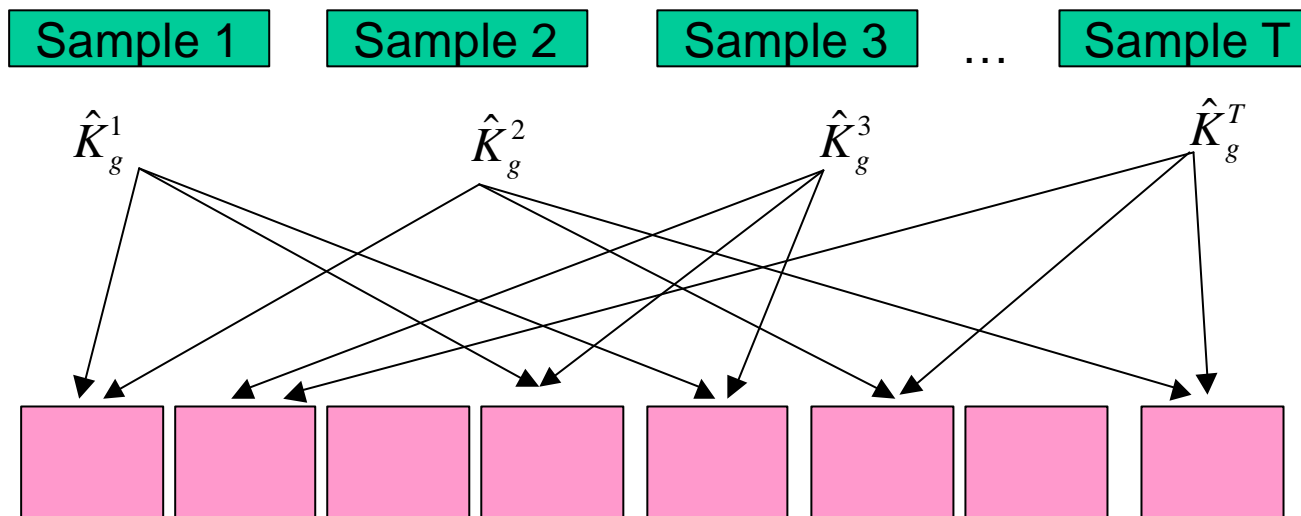 Sample 1 Sample 2 Sample 3 … Sample T
K̂_g^1 K̂_g^2 K̂_g^3 K̂_g^T